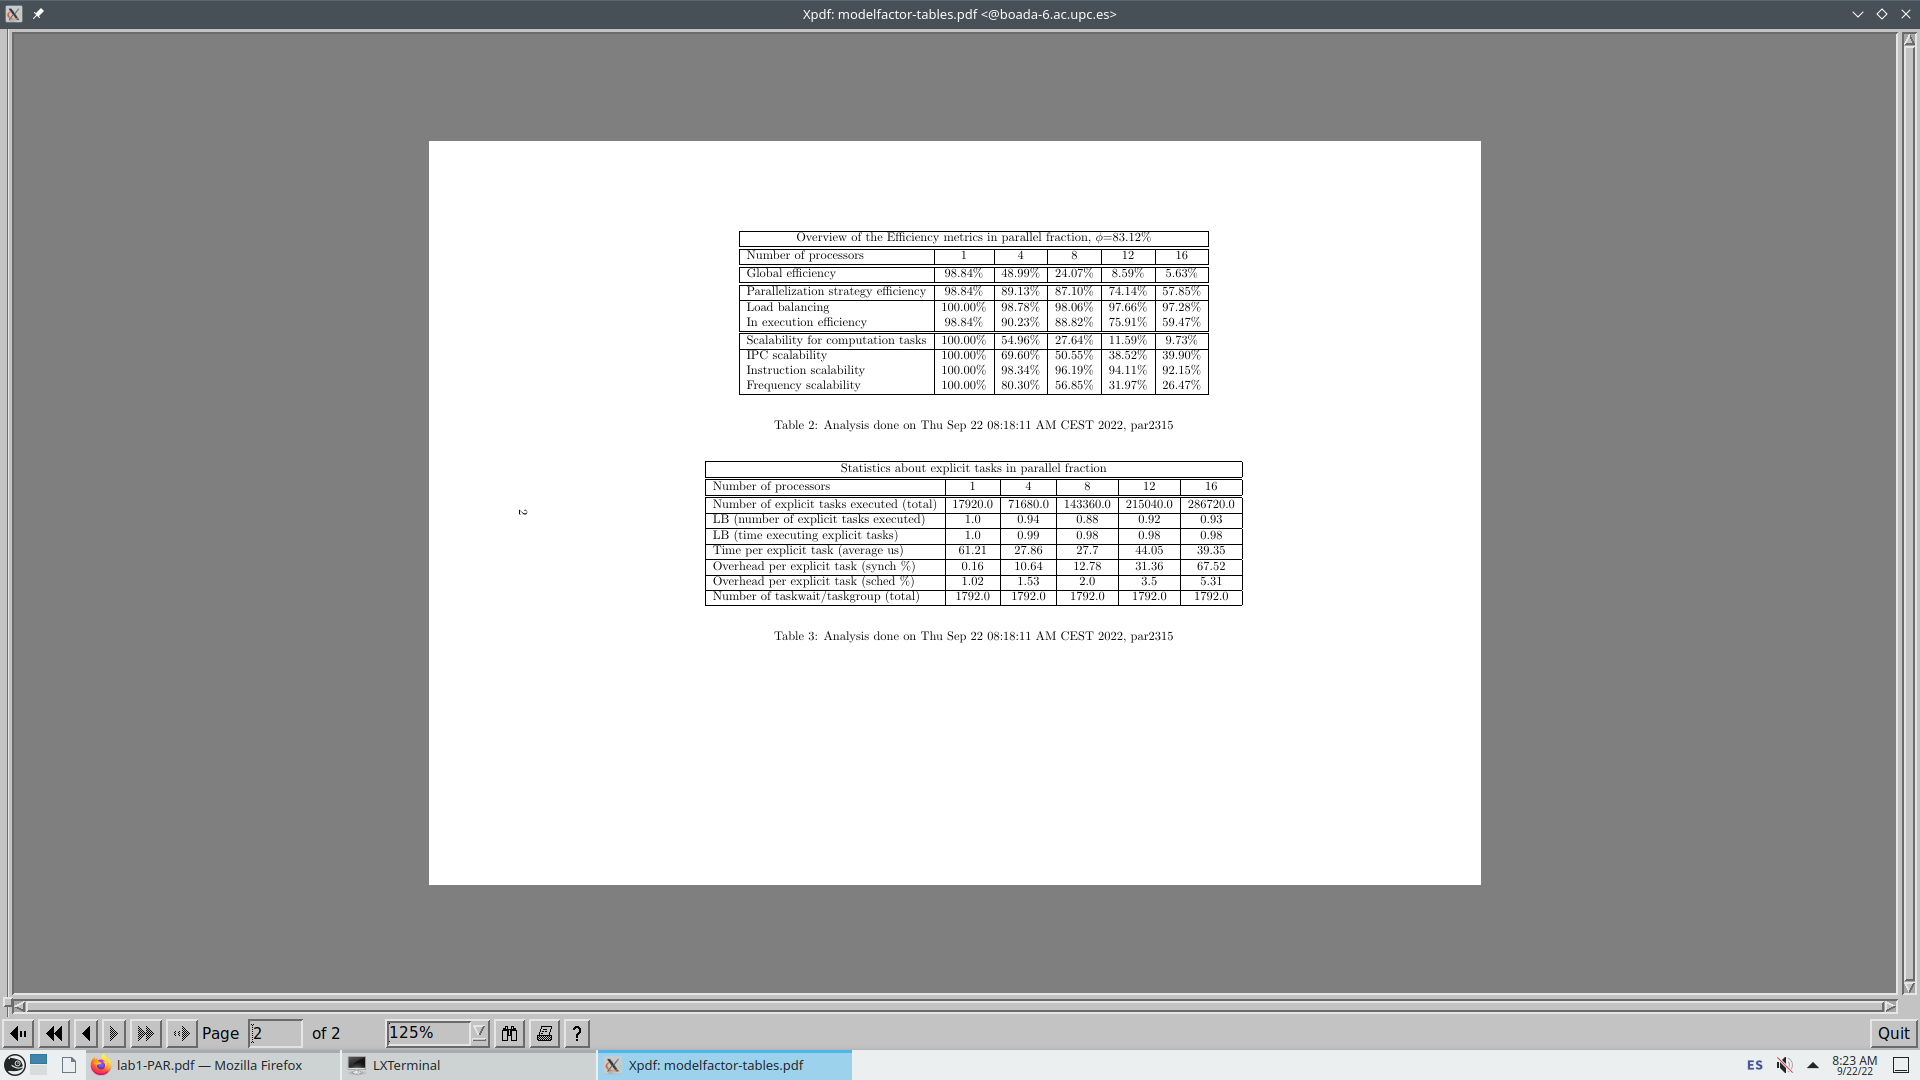 Xpdf: modelfactor-tables.pdf <@boada-6.ac.upc.es>
Overview of the Efficiency metrics in parallel fraction, ϕ=83.12%
Number of processors 1 4 8 12 16
Global efficiency 98.84% 48.99% 24.07% 8.59% 5.63%
Parallelization strategy efficiency 98.84% 89.13% 87.10% 74.14% 57.85%
Load balancing 100.00% 98.78% 98.06% 97.66% 97.28%
In execution efficiency 98.84% 90.23% 88.82% 75.91% 59.47%
Scalability for computation tasks 100.00% 54.96% 27.64% 11.59% 9.73%
IPC scalability 100.00% 69.60% 50.55% 38.52% 39.90%
Instruction scalability 100.00% 98.34% 96.19% 94.11% 92.15%
Frequency scalability 100.00% 80.30% 56.85% 31.97% 26.47%
Table 2: Analysis done on Thu Sep 22 08:18:11 AM CEST 2022, par2315
Statistics about explicit tasks in parallel fraction
Number of processors 1 4 8 12 16
Number of explicit tasks executed (total) 17920.0 71680.0 143360.0 215040.0 286720.0
LB (number of explicit tasks executed) 1.0 0.94 0.88 0.92 0.93
LB (time executing explicit tasks) 1.0 0.99 0.98 0.98 0.98
Time per explicit task (average us) 61.21 27.86 27.7 44.05 39.35
Overhead per explicit task (synch %) 0.16 10.64 12.78 31.36 67.52
Overhead per explicit task (sched %) 1.02 1.53 2.0 3.5 5.31
Number of taskwait/taskgroup (total) 1792.0 1792.0 1792.0 1792.0 1792.0
Table 3: Analysis done on Thu Sep 22 08:18:11 AM CEST 2022, par2315
2
Page 2 of 2 125% ? Quit
lab1-PAR.pdf — Mozilla Firefox LXTerminal Xpdf: modelfactor-tables.pdf ES 8:23 AM
9/22/22